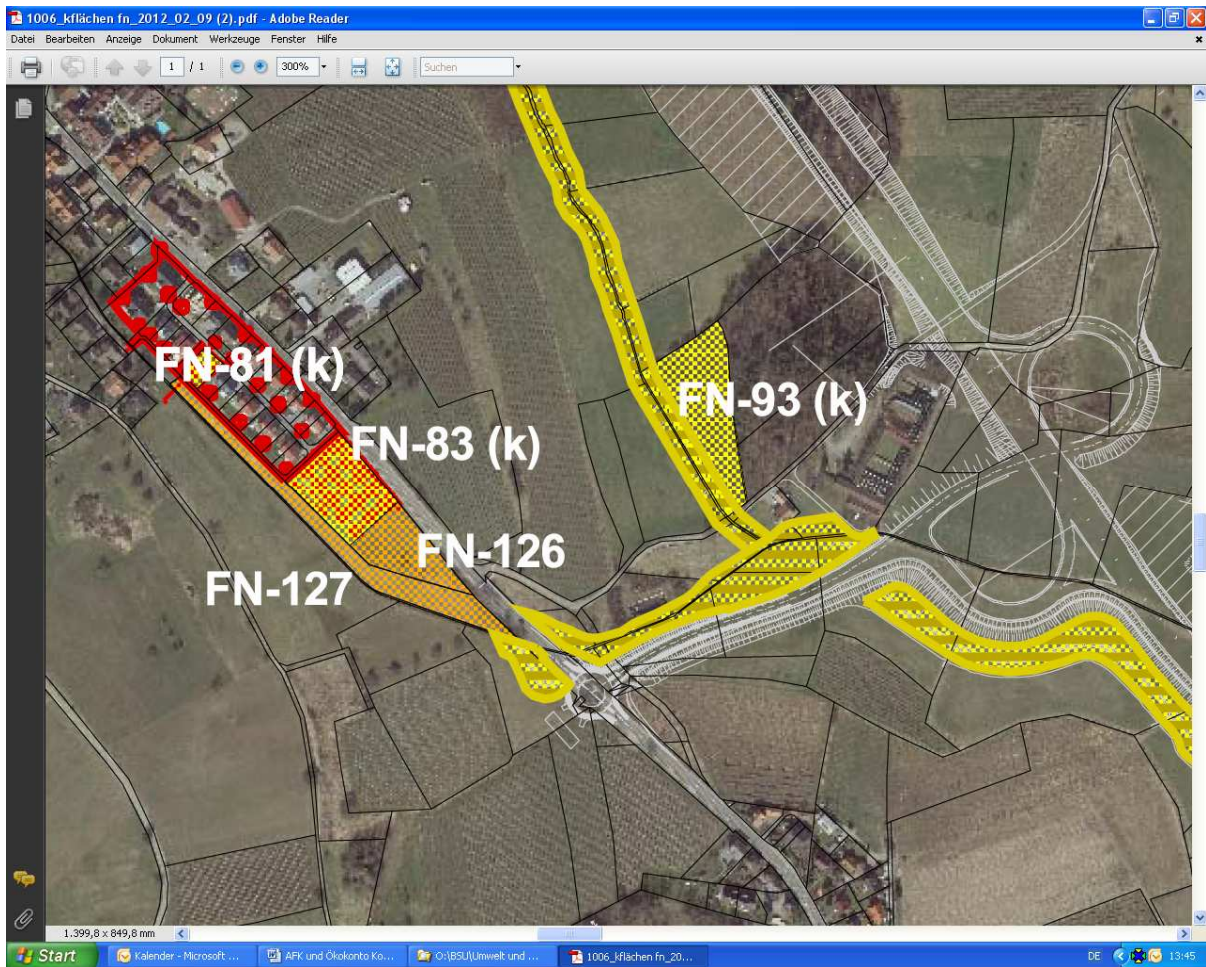 1006_kflächen fn_2012_02_09 (2).pdf - Adobe Reader
Datei Bearbeiten Anzeige Dokument Werkzeuge Fenster Hilfe
1 / 1 300% Suchen
FN-81 (k)
FN-93 (k)
FN-83 (k)
FN-126
FN-127
1.399,8 x 849,8 mm
Start Kalender - Microsoft ... AFK und Ökokonto Ko... O:\BSU\Umwelt und ... 1006_kflächen fn_20... DE 13:45